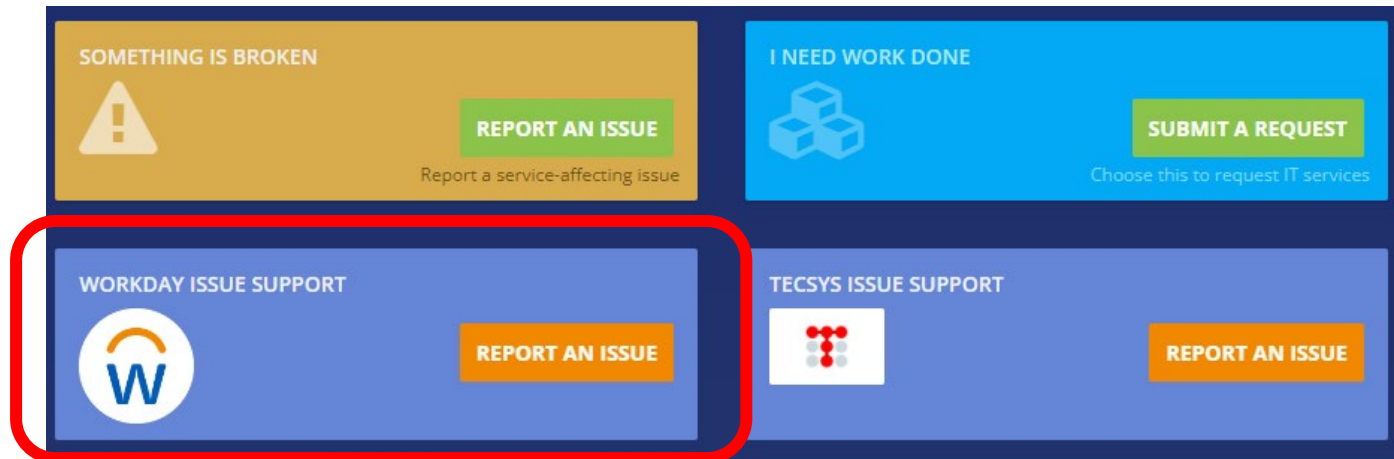 SOMETHING IS BROKEN
REPORT AN ISSUE
Report a service-affecting issue
I NEED WORK DONE
SUBMIT A REQUEST
Choose this to request IT services
WORKDAY ISSUE SUPPORT
W
REPORT AN ISSUE
TECSYS ISSUE SUPPORT
T
REPORT AN ISSUE